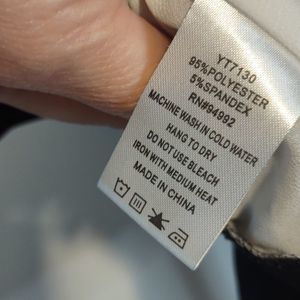 YT7130
95%POLYESTER
5%SPANDEX
RN#94992
MACHINE WASH IN COLD WATER
HANG TO DRY
DO NOT USE BLEACH
IRON WITH MEDIUM HEAT
MADE IN CHINA